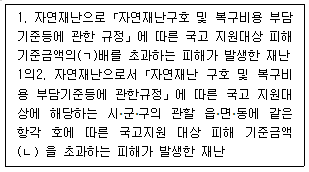 1. 자연재난으로 「자연재난구호 및 복구비용 부담
기준등에 관한 규정」에 따른 국고 지원대상 피해
기준금액의(ㄱ)배를 초과하는 피해가 발생한 재난
1의2. 자연재난으로서 「자연재난 구호 및 복구비
용 부담기준등에 관한규정」에 따른 국고 지원대
상에 해당하는 시·군·구의 관할 읍·면·동에 같은
항각 호에 따른 국고지원 대상 피해 기준금액
(ㄴ) 을 초과하는 피해가 발생한 재난